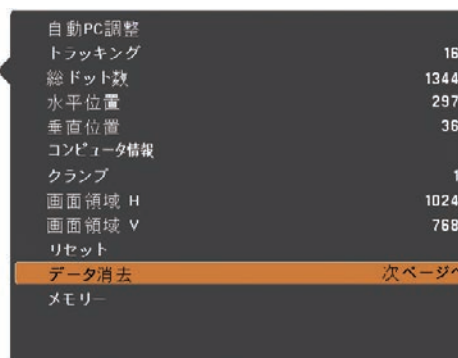 自動PC調整
トラッキング 16
総ドット数 1344
水平位置 297
垂直位置 36
コンピュータ情報
クランプ 1
画面領域 H 1024
画面領域 V 768
リセット
データ消去 次ページへ
メモリー